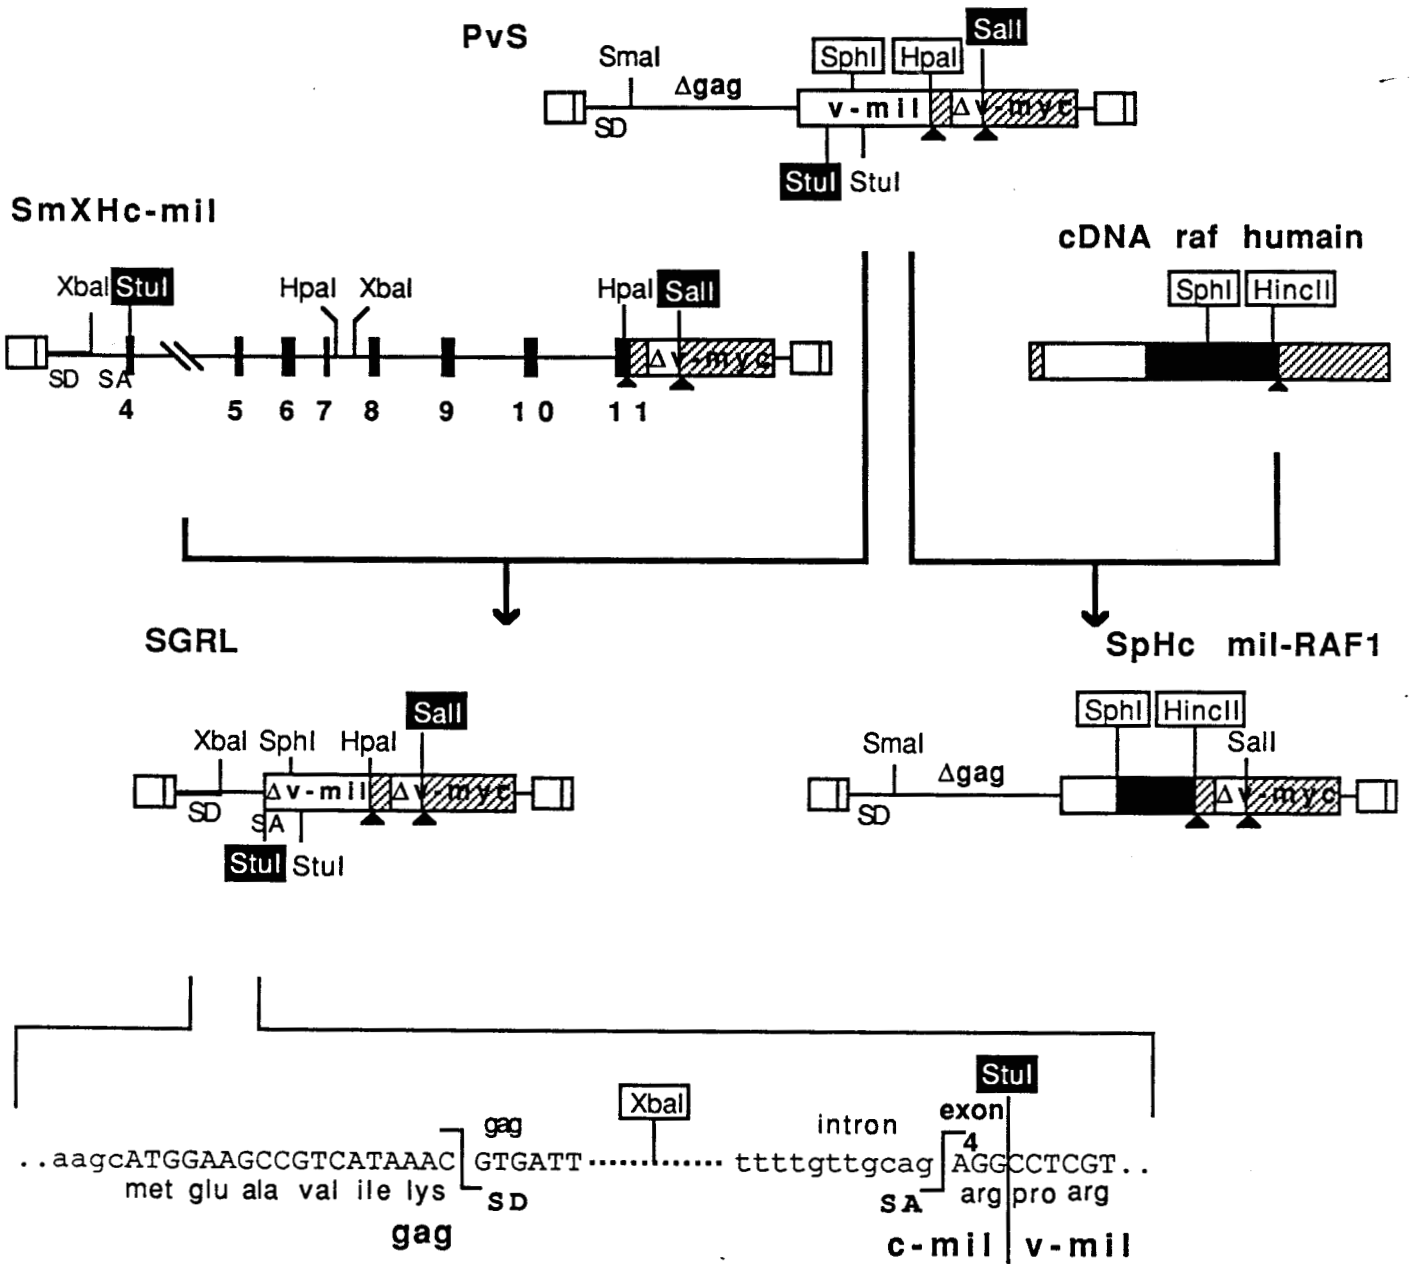 PvS
SalI
SmaI
SphI HpaI
Δgag
v-mil Δv-myc
SD
StuI StuI
SmXHc-mil
cDNA raf humain
XbaI StuI HpaI XbaI HpaI SalI
SphI HincII
Δv-myc
SD SA
4 5 6 7 8 9 10 11
SGRL
SpHc mil-RAF1
SalI
SphI HincII
XbaI SphI HpaI
SmaI SalI
Δgag
Δv-mil Δv-myc
Δv-myc
SD SA
SD
StuI StuI
StuI
XbaI
exon
gag intron 4
..aagcATGGAAGCCGTCATAAAC GTGATT............ ttttgttgcag AGGCCTCGT..
met glu ala val ile lys SD SA arg pro arg
gag c-mil v-mil